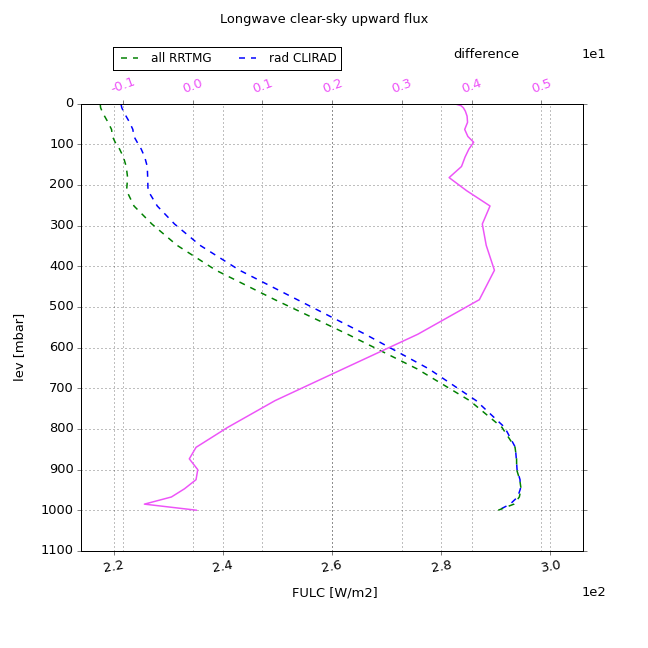 Longwave clear-sky upward flux
all RRTMG rad CLIRAD difference 1e1
-0.1 0.0 0.1 0.2 0.3 0.4 0.5
0
100
200
300
400
500
600
700
800
900
1000
1100
lev [mbar]
2.2 2.4 2.6 2.8 3.0
FULC [W/m2] 1e2